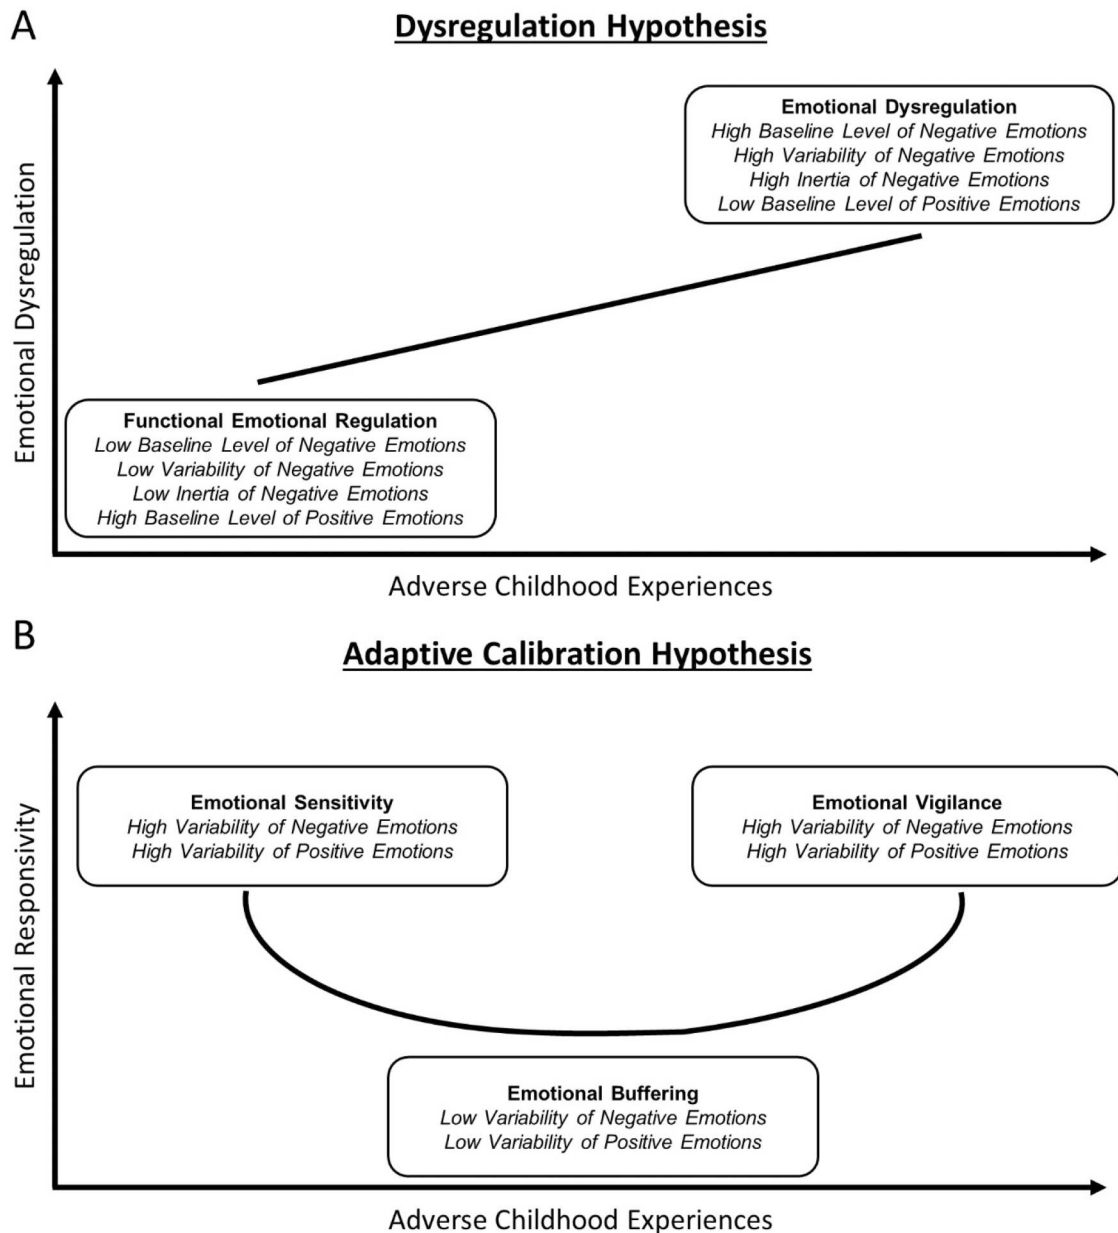 A
Dysregulation Hypothesis
Emotional Dysregulation
Emotional Dysregulation
High Baseline Level of Negative Emotions
High Variability of Negative Emotions
High Inertia of Negative Emotions
Low Baseline Level of Positive Emotions
Functional Emotional Regulation
Low Baseline Level of Negative Emotions
Low Variability of Negative Emotions
Low Inertia of Negative Emotions
High Baseline Level of Positive Emotions
Adverse Childhood Experiences
B
Adaptive Calibration Hypothesis
Emotional Responsivity
Emotional Sensitivity
High Variability of Negative Emotions
High Variability of Positive Emotions
Emotional Vigilance
High Variability of Negative Emotions
High Variability of Positive Emotions
Emotional Buffering
Low Variability of Negative Emotions
Low Variability of Positive Emotions
Adverse Childhood Experiences